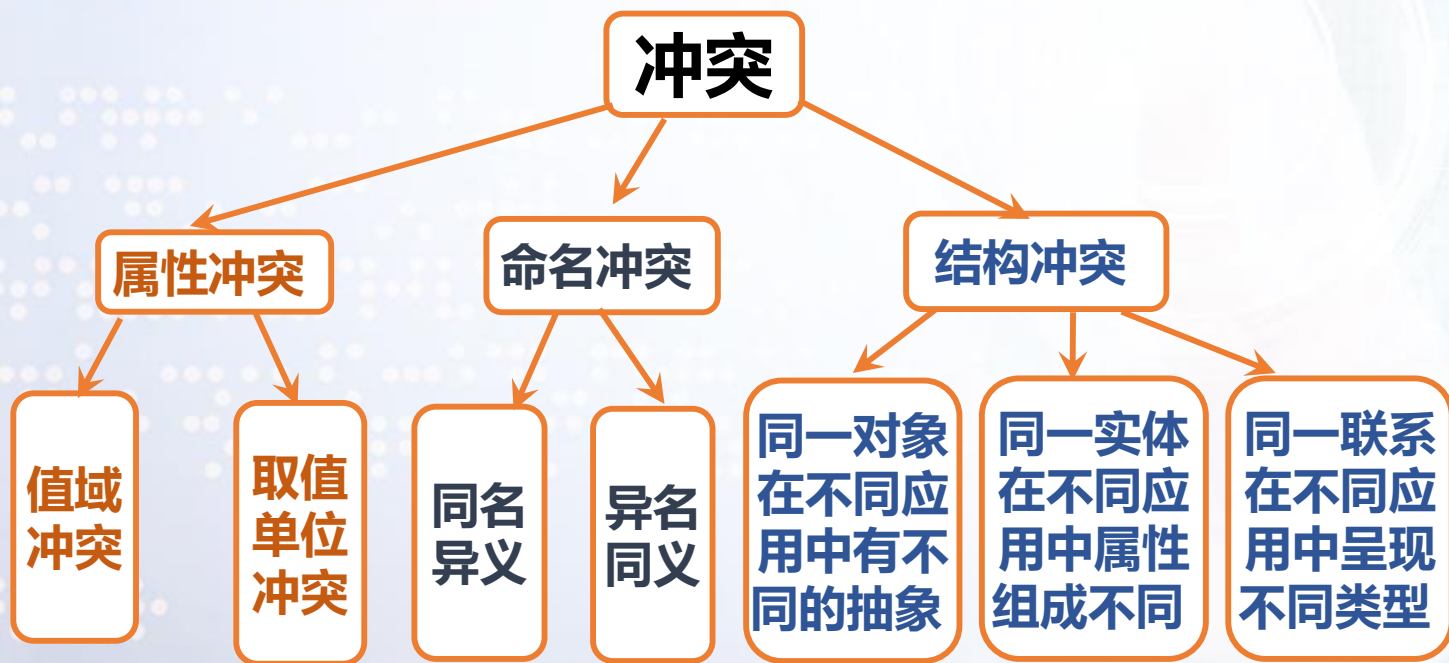 冲突
属性冲突
命名冲突
结构冲突
值域
冲突
取值
单位
冲突
同名
异义
异名
同义
同一对象
在不同应
用中有不
同的抽象
同一实体
在不同应
用中属性
组成不同
同一联系
在不同应
用中呈现
不同类型